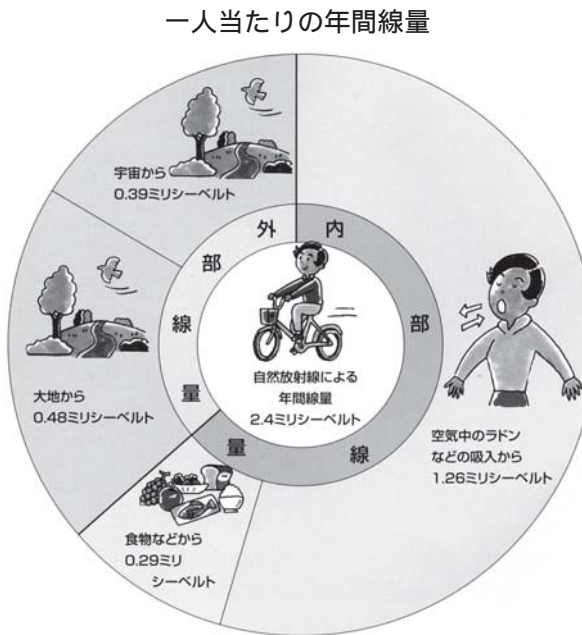 一人当たりの年間線量
宇宙から
0.39ミリシーベルト
大地から
0.48ミリシーベルト
食物などから
0.29ミリ
シーベルト
空気中のラドン
などの吸入から
1.26ミリシーベルト
外部線量
内部線量
自然放射線による
年間線量
2.4ミリシーベルト